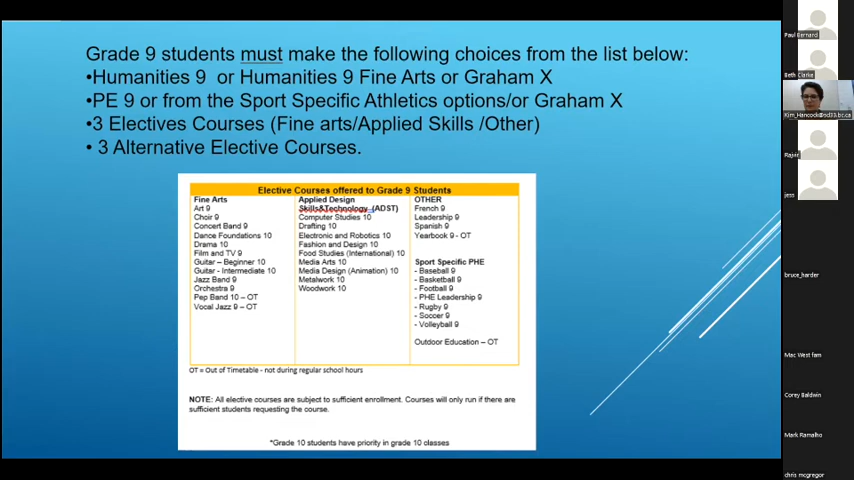 Grade 9 students must make the following choices from the list below:
•Humanities 9 or Humanities 9 Fine Arts or Graham X
•PE 9 or from the Sport Specific Athletics options/or Graham X
•3 Electives Courses (Fine arts/Applied Skills /Other)
• 3 Alternative Elective Courses.
Elective Courses offered to Grade 9 Students
Fine Arts
Art 9
Choir 9
Concert Band 9
Dance Foundations 10
Drama 10
Film and TV 9
Guitar – Beginner 10
Guitar - Intermediate 10
Jazz Band 9
Orchestra 9
Pep Band 10 – OT
Vocal Jazz 9 – OT
Applied Design
Skills&Technology (ADST)
Computer Studies 10
Drafting 10
Electronic and Robotics 10
Fashion and Design 10
Food Studies (International) 10
Media Arts 10
Media Design (Animation) 10
Metalwork 10
Woodwork 10
OTHER
French 9
Leadership 9
Spanish 9
Yearbook 9 - OT
Sport Specific PHE
- Baseball 9
- Basketball 9
- Football 9
- PHE Leadership 9
- Rugby 9
- Soccer 9
- Volleyball 9
Outdoor Education – OT
OT = Out of Timetable - not during regular school hours
NOTE: All elective courses are subject to sufficient enrollment. Courses will only run if there are
sufficient students requesting the course.
*Grade 10 students have priority in grade 10 classes
Paul Bernard
Beth Clarke
Kim_Hancock@sd33.bc.ca
Rajvir
jess
bruce_harder
Mac West fam
Corey Baldwin
Mark Ramalho
chris mcgregor